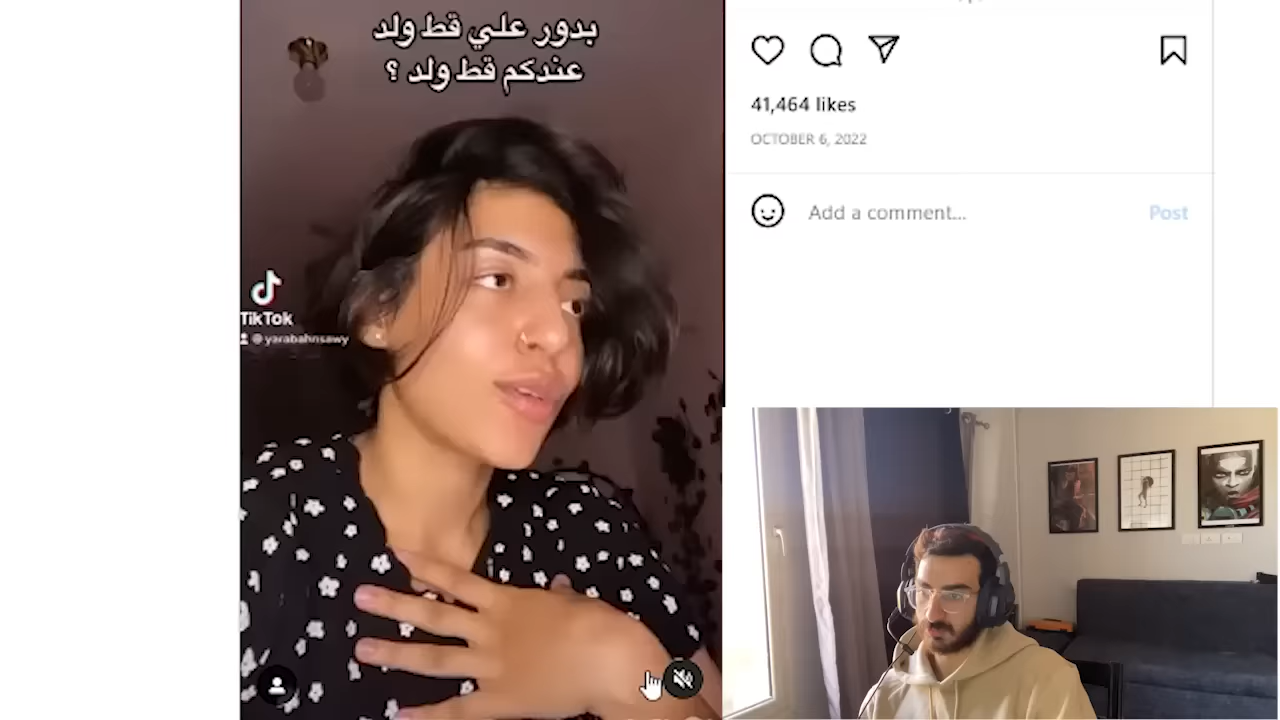 بدور علي قط ولد
عندكم قط ولد ؟
TikTok
@yarabahnsawy
41,464 likes
OCTOBER 6, 2022
Add a comment...
Post